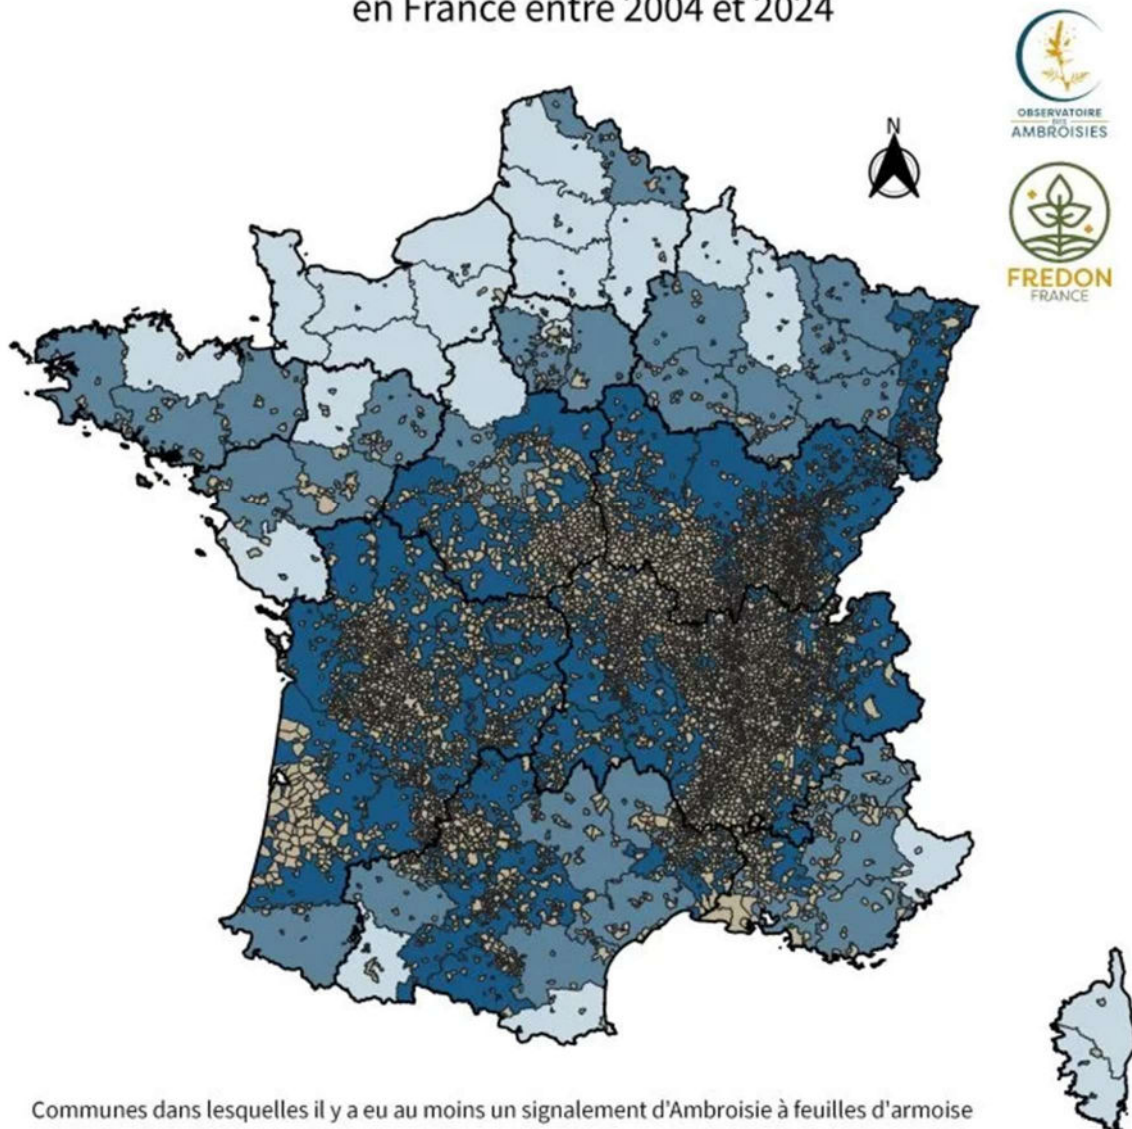 en France entre 2004 et 2024
OBSERVATOIRE
DES
AMBROISIES
N
FREDON
FRANCE
Communes dans lesquelles il y a eu au moins un signalement d'Ambroisie à feuilles d'armoise